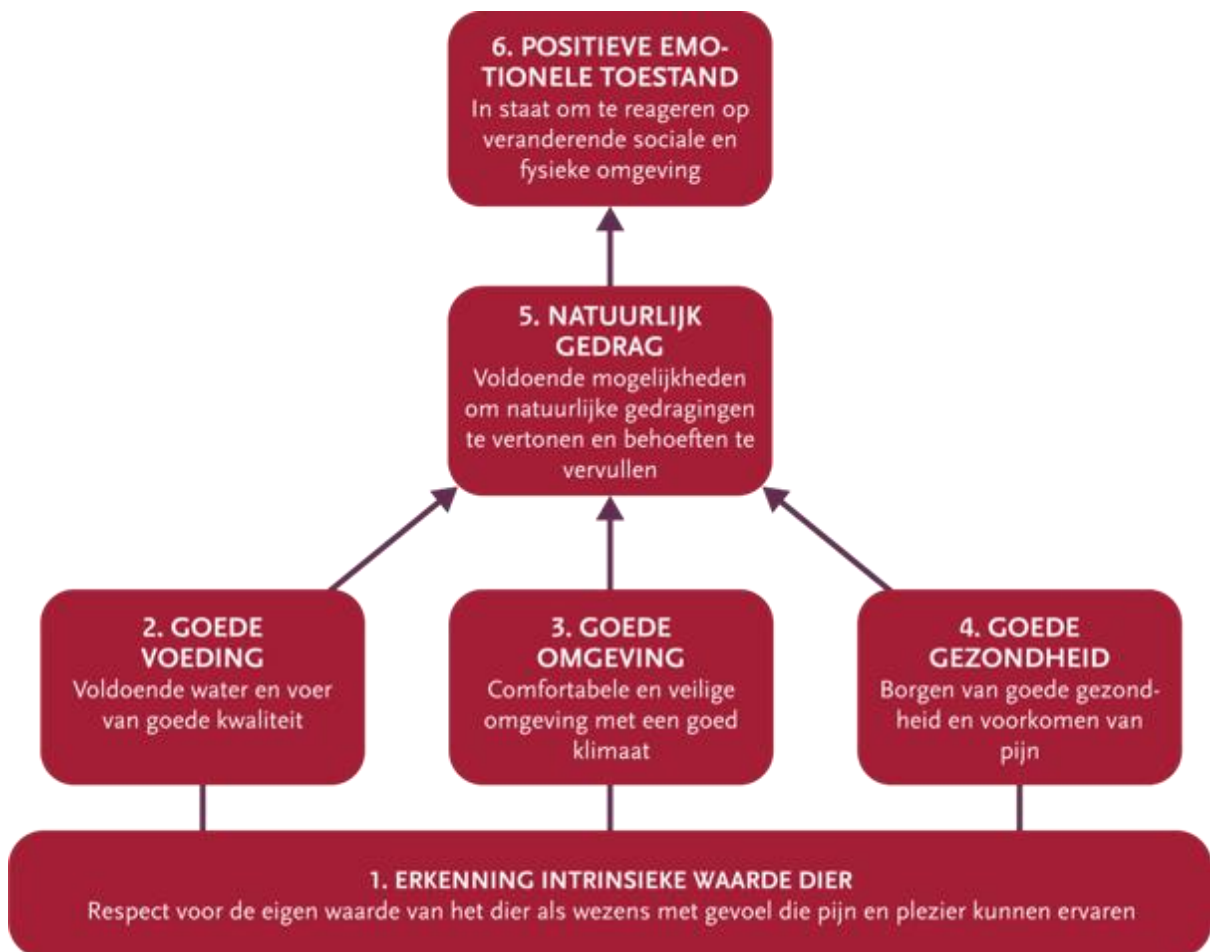 6. POSITIEVE EMO-
TIONELE TOESTAND
In staat om te reageren op
veranderende sociale en
fysieke omgeving
5. NATUURLIJK
GEDRAG
Voldoende mogelijkheden
om natuurlijke gedragingen
te vertonen en behoeften te
vervullen
2. GOEDE
VOEDING
Voldoende water en voer
van goede kwaliteit
3. GOEDE
OMGEVING
Comfortabele en veilige
omgeving met een goed
klimaat
4. GOEDE
GEZONDHEID
Borgen van goede gezond-
heid en voorkomen van
pijn
1. ERKENNING INTRINSIEKE WAARDE DIER
Respect voor de eigen waarde van het dier als wezens met gevoel die pijn en plezier kunnen ervaren